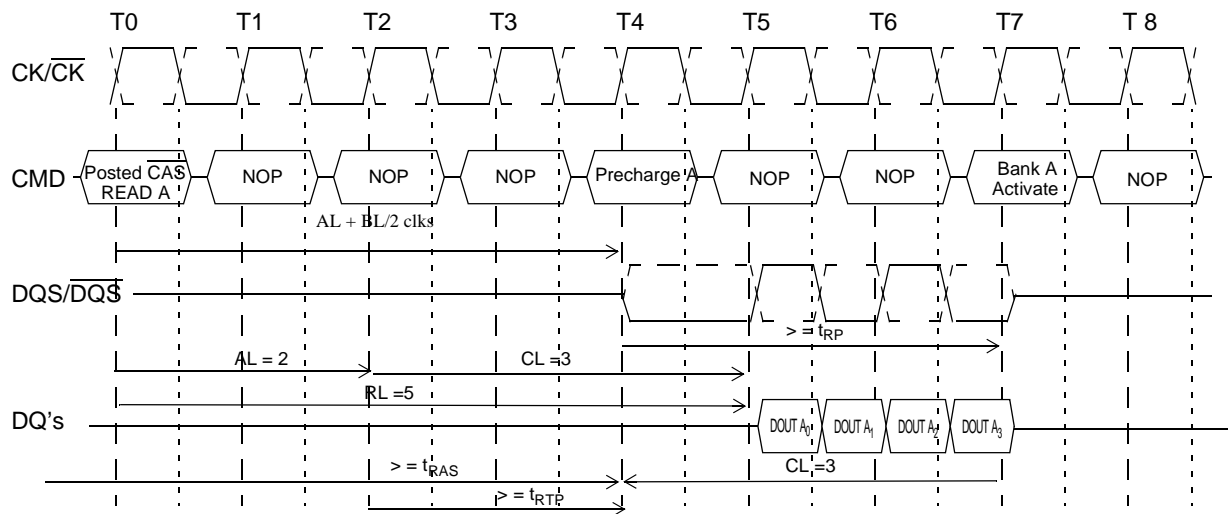 T0 T1 T2 T3 T4 T5 T6 T7 T 8
CK/CK
CMD
Posted CAS
READ A
NOP
NOP
NOP
Precharge A
NOP
NOP
Bank A
Activate
NOP
AL + BL/2 clks
DQS/DQS
> = tRP
AL = 2
CL =3
RL =5
DQ's
DOUT A0
DOUT A1
DOUT A2
DOUT A3
> = tRAS
CL =3
> = tRTP